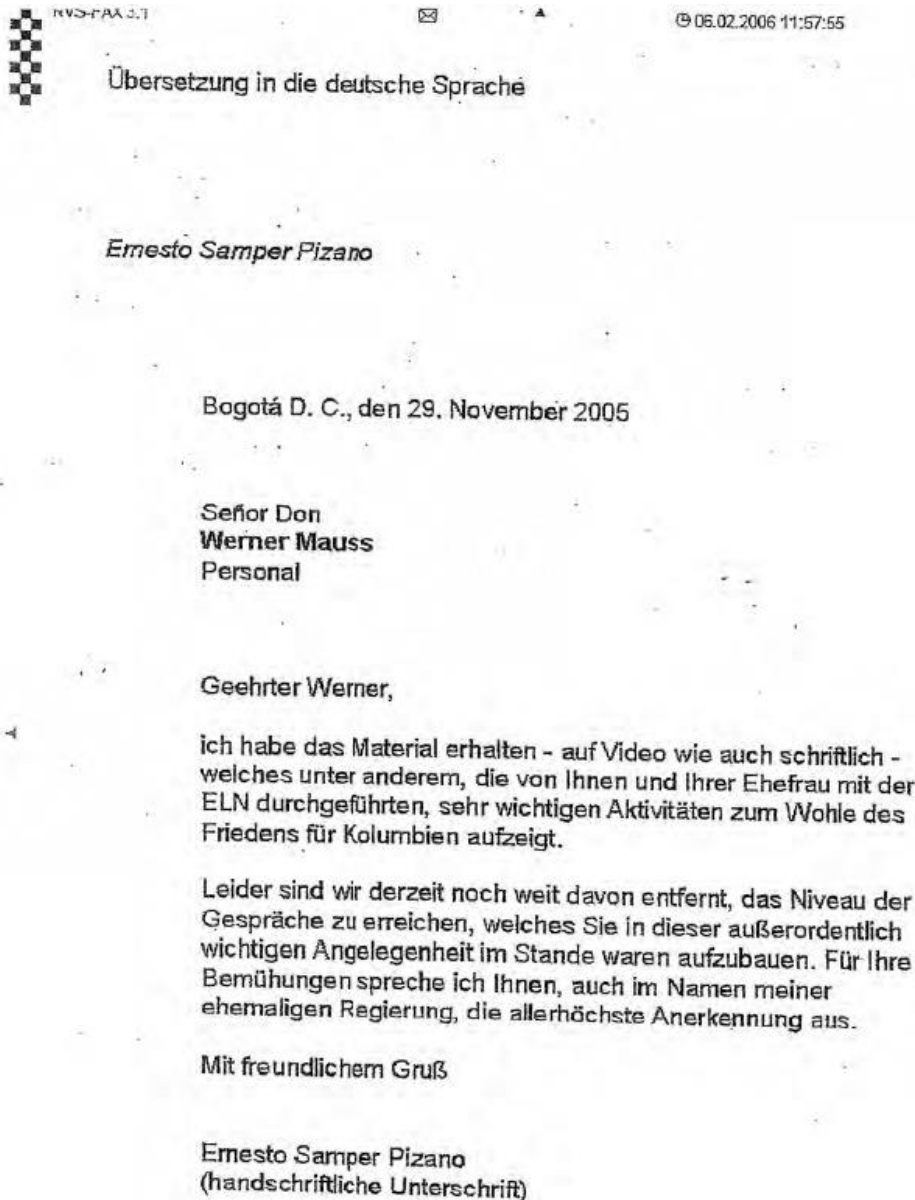 RVS-FAX 3.1
06.02.2006 11:57:55
Übersetzung in die deutsche Sprache
Ernesto Samper Pizano
Bogotá D. C., den 29. November 2005
Señor Don
Werner Mauss
Personal
Geehrter Werner,
ich habe das Material erhalten - auf Video wie auch schriftlich -
welches unter anderem, die von Ihnen und Ihrer Ehefrau mit der
ELN durchgeführten, sehr wichtigen Aktivitäten zum Wohle des
Friedens für Kolumbien aufzeigt.
Leider sind wir derzeit noch weit davon entfernt, das Niveau der
Gespräche zu erreichen, welches Sie in dieser außerordentlich
wichtigen Angelegenheit im Stande waren aufzubauen. Für Ihre
Bemühungen spreche ich Ihnen, auch im Namen meiner
ehemaligen Regierung, die allerhöchste Anerkennung aus.
Mit freundlichem Gruß
Ernesto Samper Pizano
(handschriftliche Unterschrift)